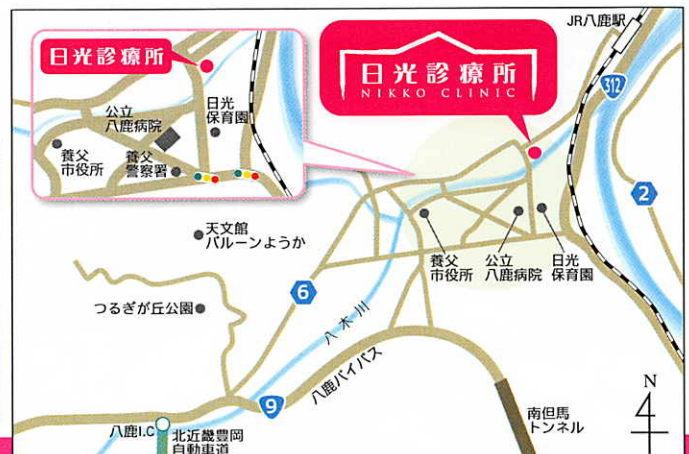 日光診療所
公立
八鹿病院
日光
保育園
養父
市役所
養父
警察署
日光診療所
NIKKO CLINIC
JR八鹿駅
312
2
養父
市役所
公立
八鹿病院
日光
保育園
天文館
バルーンようか
つるぎが丘公園
6
八木川
八鹿バイパス
9
八鹿I.C
北近畿豊岡
自動車道
南但馬
トンネル
N